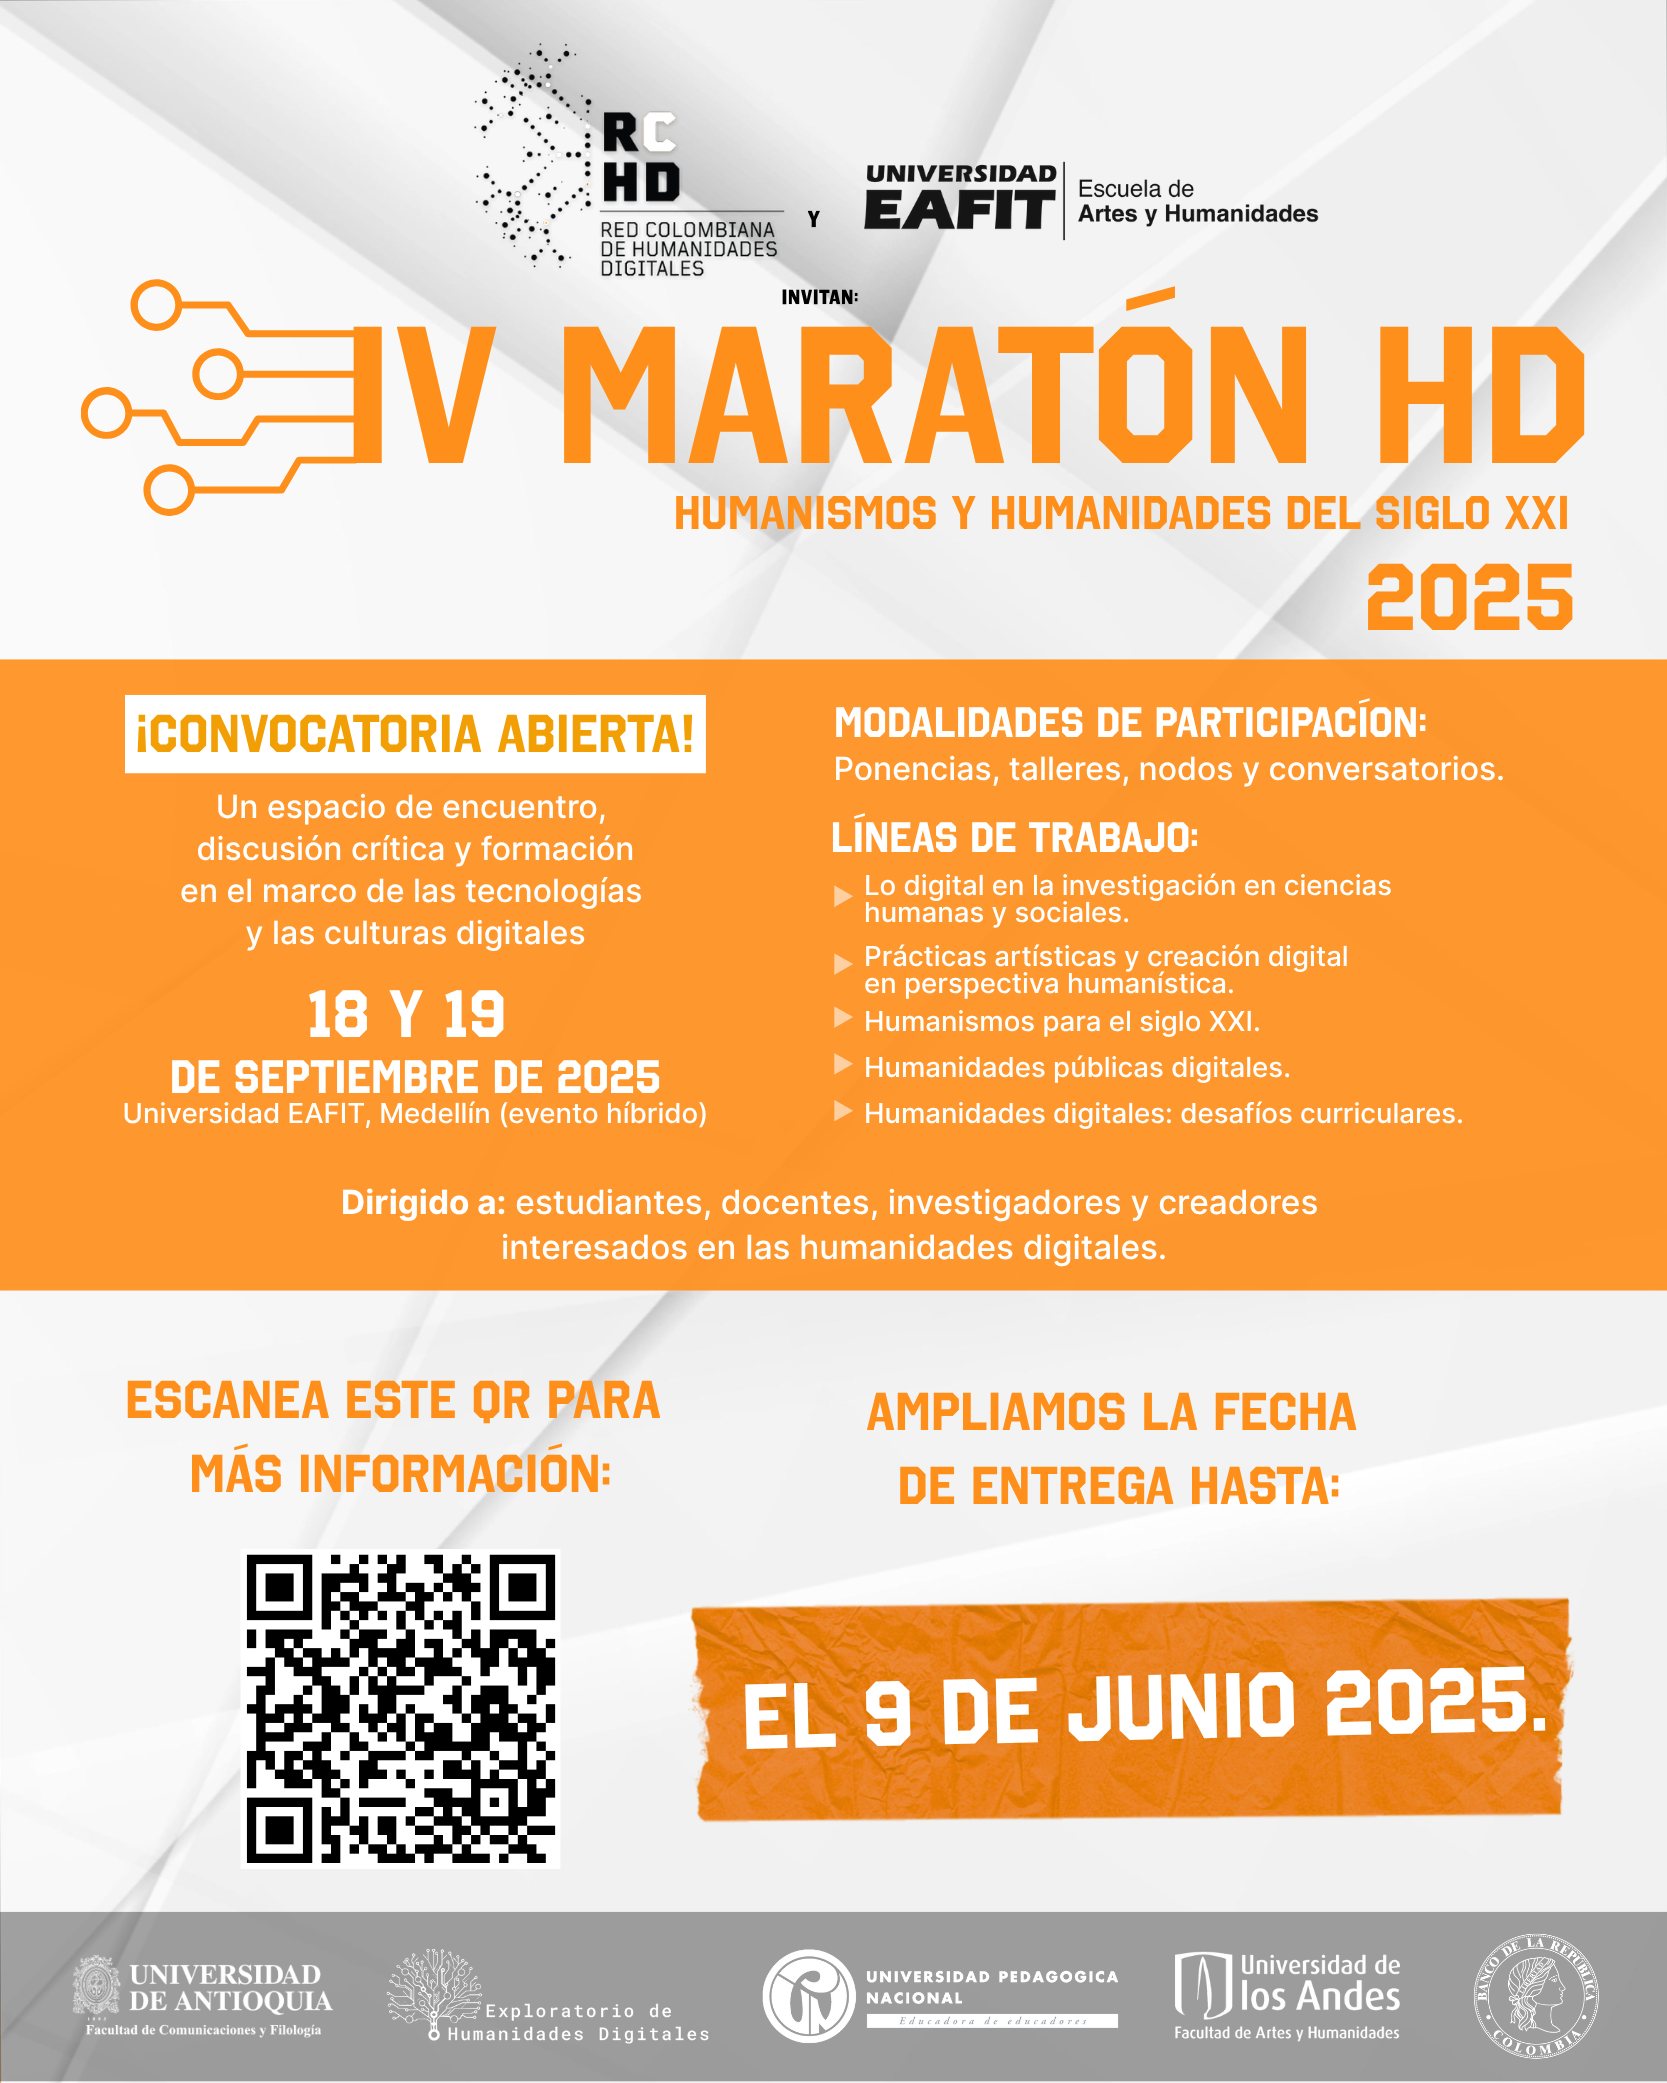 RC
HD
RED COLOMBIANA
DE HUMANIDADES
DIGITALES
Y
UNIVERSIDAD
EAFIT
Escuela de
Artes y Humanidades
INVITAN:
IV MARATÓN HD
HUMANISMOS Y HUMANIDADES DEL SIGLO XXI
2025
¡CONVOCATORIA ABIERTA!
Un espacio de encuentro,
discusión crítica y formación
en el marco de las tecnologías
y las culturas digitales
18 Y 19
DE SEPTIEMBRE DE 2025
Universidad EAFIT, Medellín (evento híbrido)
MODALIDADES DE PARTICIPACÍON:
Ponencias, talleres, nodos y conversatorios.
LÍNEAS DE TRABAJO:
Lo digital en la investigación en ciencias
humanas y sociales.
Prácticas artísticas y creación digital
en perspectiva humanística.
Humanismos para el siglo XXI.
Humanidades públicas digitales.
Humanidades digitales: desafíos curriculares.
Dirigido a: estudiantes, docentes, investigadores y creadores
interesados en las humanidades digitales.
ESCANEA ESTE QR PARA
MÁS INFORMACIÓN:
AMPLIAMOS LA FECHA
DE ENTREGA HASTA:
EL 9 DE JUNIO 2025.
UNIVERSIDAD
DE ANTIOQUIA
1803
Facultad de Comunicaciones y Filología
Exploratorio de
Humanidades Digitales
UNIVERSIDAD PEDAGOGICA
NACIONAL
Educadora de educadores
Universidad de
los Andes
Facultad de Artes y Humanidades
BANCO DE LA REPÚBLICA
COLOMBIA